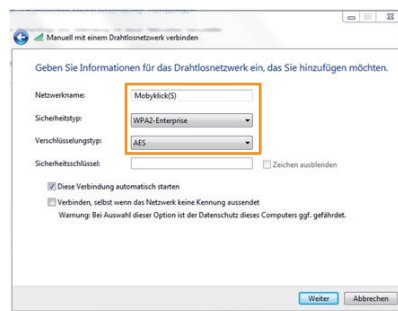 Manuell mit einem Drahtlosnetzwerk verbinden
Geben Sie Informationen für das Drahtlosnetzwerk ein, das Sie hinzufügen möchten.
Netzwerkname: Mobyklick(S)
Sicherheitstyp: WPA2-Enterprise
Verschlüsselungstyp: AES
Sicherheitsschlüssel: Zeichen ausblenden
Diese Verbindung automatisch starten
Verbinden, selbst wenn das Netzwerk keine Kennung aussendet
Warnung: Bei Auswahl dieser Option ist der Datenschutz dieses Computers ggf. gefährdet.
Weiter Abbrechen